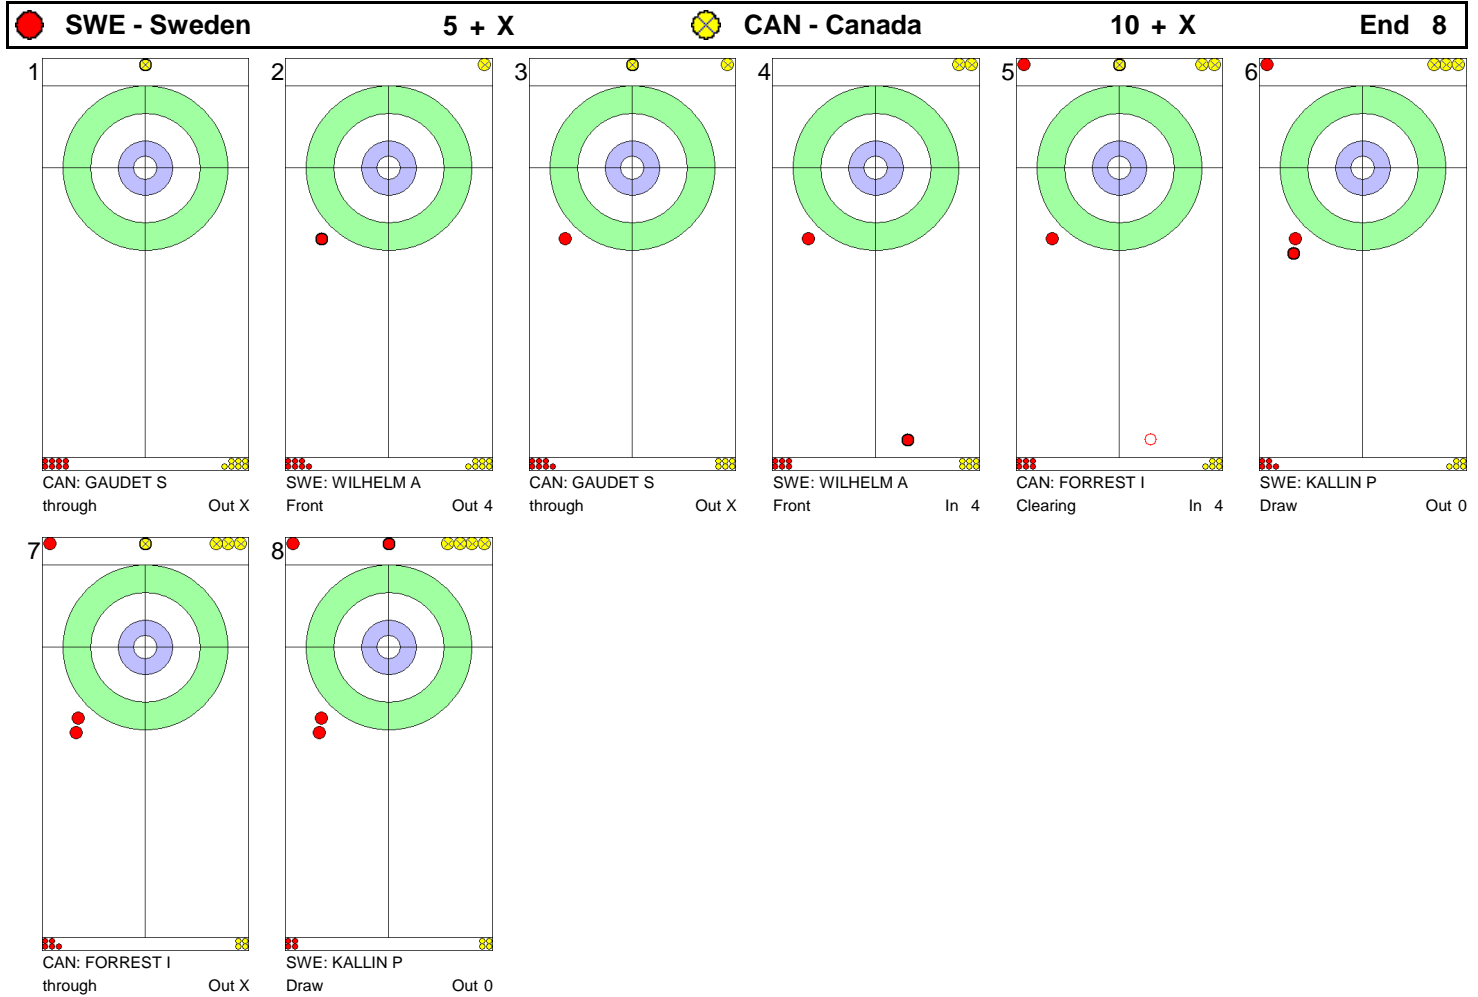 SWE - Sweden 5 + X CAN - Canada 10 + X End 8
1 2 3 4 5 6
CAN: GAUDET S SWE: WILHELM A CAN: GAUDET S SWE: WILHELM A CAN: FORREST I SWE: KALLIN P
through Out X Front Out 4 through Out X Front In 4 Clearing In 4 Draw Out 0
7 8
CAN: FORREST I SWE: KALLIN P
through Out X Draw Out 0